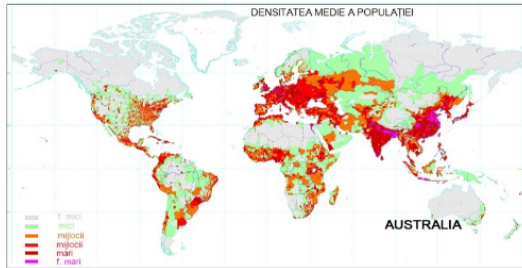 DENSITATEA MEDIE A POPULAȚIEI
AUSTRALIA
f. mici
mici
mijlocii
mijlocii
mari
f. mari